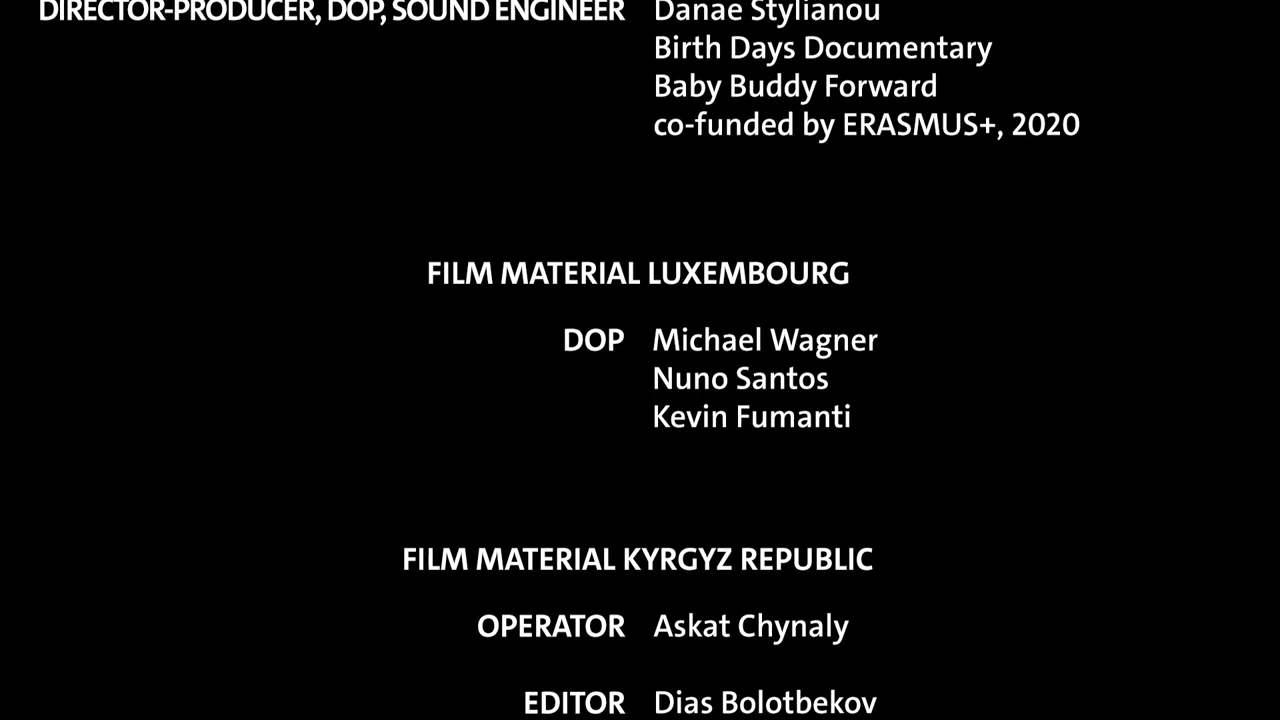 DIRECTOR-PRODUCER, DOP, SOUND ENGINEER Danae Stylianou
Birth Days Documentary
Baby Buddy Forward
co-funded by ERASMUS+, 2020
FILM MATERIAL LUXEMBOURG
DOP Michael Wagner
Nuno Santos
Kevin Fumanti
FILM MATERIAL KYRGYZ REPUBLIC
OPERATOR Askat Chynaly
EDITOR Dias Bolotbekov